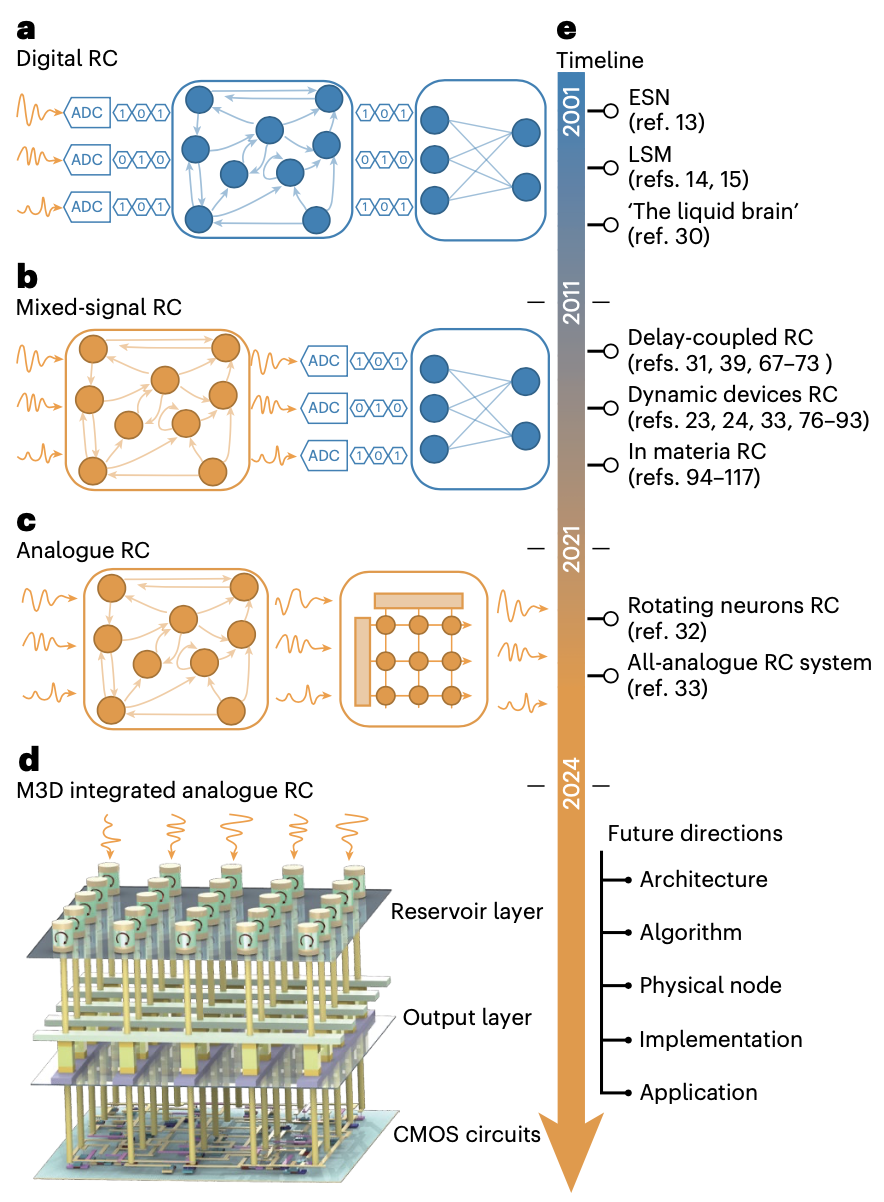 a
Digital RC
ADC 1 0 1 1 0 1
ADC 0 1 0 0 1 0
ADC 1 0 1 1 0 1
b
Mixed-signal RC
ADC 1 0 1
ADC 0 1 0
ADC 1 0 1
c
Analogue RC
d
M3D integrated analogue RC
Reservoir layer
Output layer
CMOS circuits
e
Timeline
2001
ESN
(ref. 13)
LSM
(refs. 14, 15)
‘The liquid brain’
(ref. 30)
2011
Delay-coupled RC
(refs. 31, 39, 67–73 )
Dynamic devices RC
(refs. 23, 24, 33, 76–93)
In materia RC
(refs. 94–117)
2021
Rotating neurons RC
(ref. 32)
All-analogue RC system
(ref. 33)
2024
Future directions
Architecture
Algorithm
Physical node
Implementation
Application